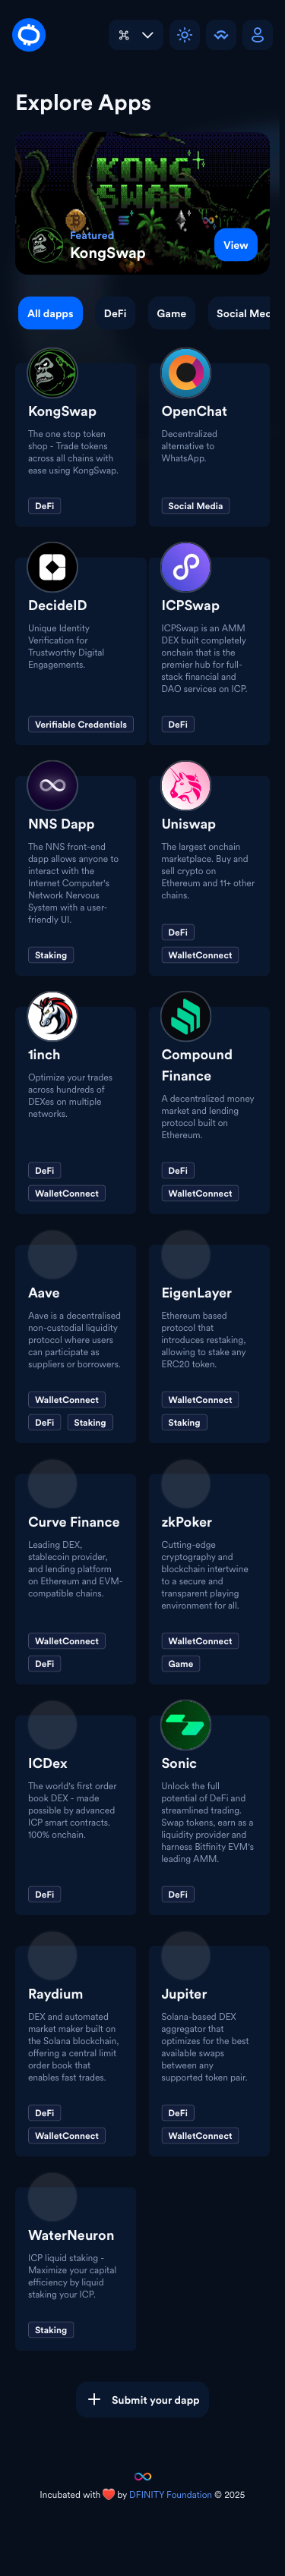 Explore Apps
KONG
SWAP
Featured
KongSwap
View
All dapps
DeFi
Game
Social Med
KongSwap
The one stop token
shop - Trade tokens
across all chains with
ease using KongSwap.
DeFi
OpenChat
Decentralized
alternative to
WhatsApp.
Social Media
DecideID
Unique Identity
Verification for
Trustworthy Digital
Engagements.
Verifiable Credentials
ICPSwap
ICPSwap is an AMM
DEX built completely
onchain that is the
premier hub for full-
stack financial and
DAO services on ICP.
DeFi
NNS Dapp
The NNS front-end
dapp allows anyone to
interact with the
Internet Computer's
Network Nervous
System with a user-
friendly UI.
Staking
Uniswap
The largest onchain
marketplace. Buy and
sell crypto on
Ethereum and 11+ other
chains.
DeFi
WalletConnect
1inch
Optimize your trades
across hundreds of
DEXes on multiple
networks.
DeFi
WalletConnect
Compound
Finance
A decentralized money
market and lending
protocol built on
Ethereum.
DeFi
WalletConnect
Aave
Aave is a decentralised
non-custodial liquidity
protocol where users
can participate as
suppliers or borrowers.
WalletConnect
DeFi Staking
EigenLayer
Ethereum based
protocol that
introduces restaking,
allowing to stake any
ERC20 token.
WalletConnect
Staking
Curve Finance
Leading DEX,
stablecoin provider,
and lending platform
on Ethereum and EVM-
compatible chains.
WalletConnect
DeFi
zkPoker
Cutting-edge
cryptography and
blockchain intertwine
to a secure and
transparent playing
environment for all.
WalletConnect
Game
ICDex
The world's first order
book DEX - made
possible by advanced
ICP smart contracts.
100% onchain.
DeFi
Sonic
Unlock the full
potential of DeFi and
streamlined trading.
Swap tokens, earn as a
liquidity provider and
harness Bitfinity EVM's
leading AMM.
DeFi
Raydium
DEX and automated
market maker built on
the Solana blockchain,
offering a central limit
order book that
enables fast trades.
DeFi
WalletConnect
Jupiter
Solana-based DEX
aggregator that
optimizes for the best
available swaps
between any
supported token pair.
DeFi
WalletConnect
WaterNeuron
ICP liquid staking -
Maximize your capital
efficiency by liquid
staking your ICP.
Staking
Submit your dapp
Incubated with ❤️ by DFINITY Foundation © 2025